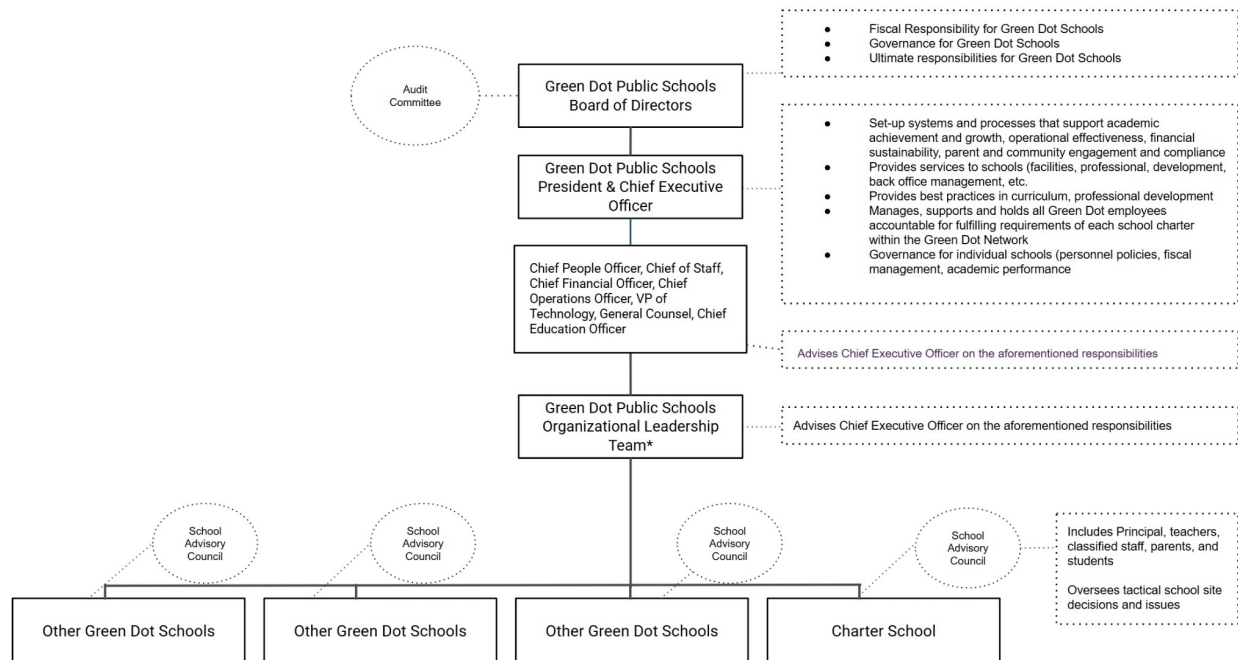 ● Fiscal Responsibility for Green Dot Schools
● Governance for Green Dot Schools
● Ultimate responsibilities for Green Dot Schools
Audit
Committee
Green Dot Public Schools
Board of Directors
● Set-up systems and processes that support academic
achievement and growth, operational effectiveness, financial
sustainability, parent and community engagement and compliance
● Provides services to schools (facilities, professional, development,
back office management, etc.
● Provides best practices in curriculum, professional development
● Manages, supports and holds all Green Dot employees
accountable for fulfilling requirements of each school charter
within the Green Dot Network
● Governance for individual schools (personnel policies, fiscal
management, academic performance
Green Dot Public Schools
President & Chief Executive
Officer
Chief People Officer, Chief of Staff,
Chief Financial Officer, Chief
Operations Officer, VP of
Technology, General Counsel, Chief
Education Officer
Advises Chief Executive Officer on the aforementioned responsibilities
Green Dot Public Schools
Organizational Leadership
Team*
Advises Chief Executive Officer on the aforementioned responsibilities
School
Advisory
Council
School
Advisory
Council
School
Advisory
Council
School
Advisory
Council
Includes Principal, teachers,
classified staff, parents, and
students
Oversees tactical school site
decisions and issues
Other Green Dot Schools
Other Green Dot Schools
Other Green Dot Schools
Charter School